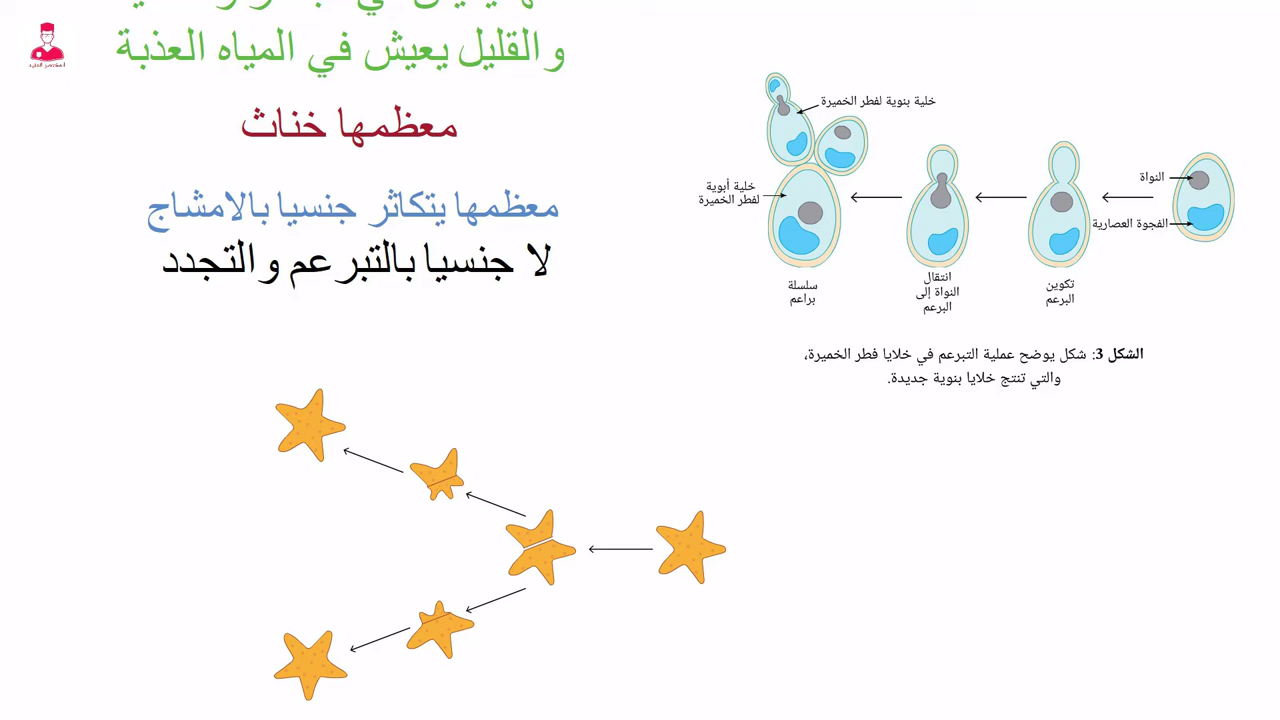 والقليل يعيش في المياه العذبة
معظمها خناث
معظمها يتكاثر جنسيا بالامشاج
لا جنسيا بالتبرعم والتجدد
خلية بنوية لفطر الخميرة
خلية أبوية
لفطر الخميرة
النواة
الفجوة العصارية
تكوين
البرعم
انتقال
النواة إلى
البرعم
سلسلة
براعم
الشكل 3: شكل يوضح عملية التبرعم في خلايا فطر الخميرة،
والتي تنتج خلايا بنوية جديدة.